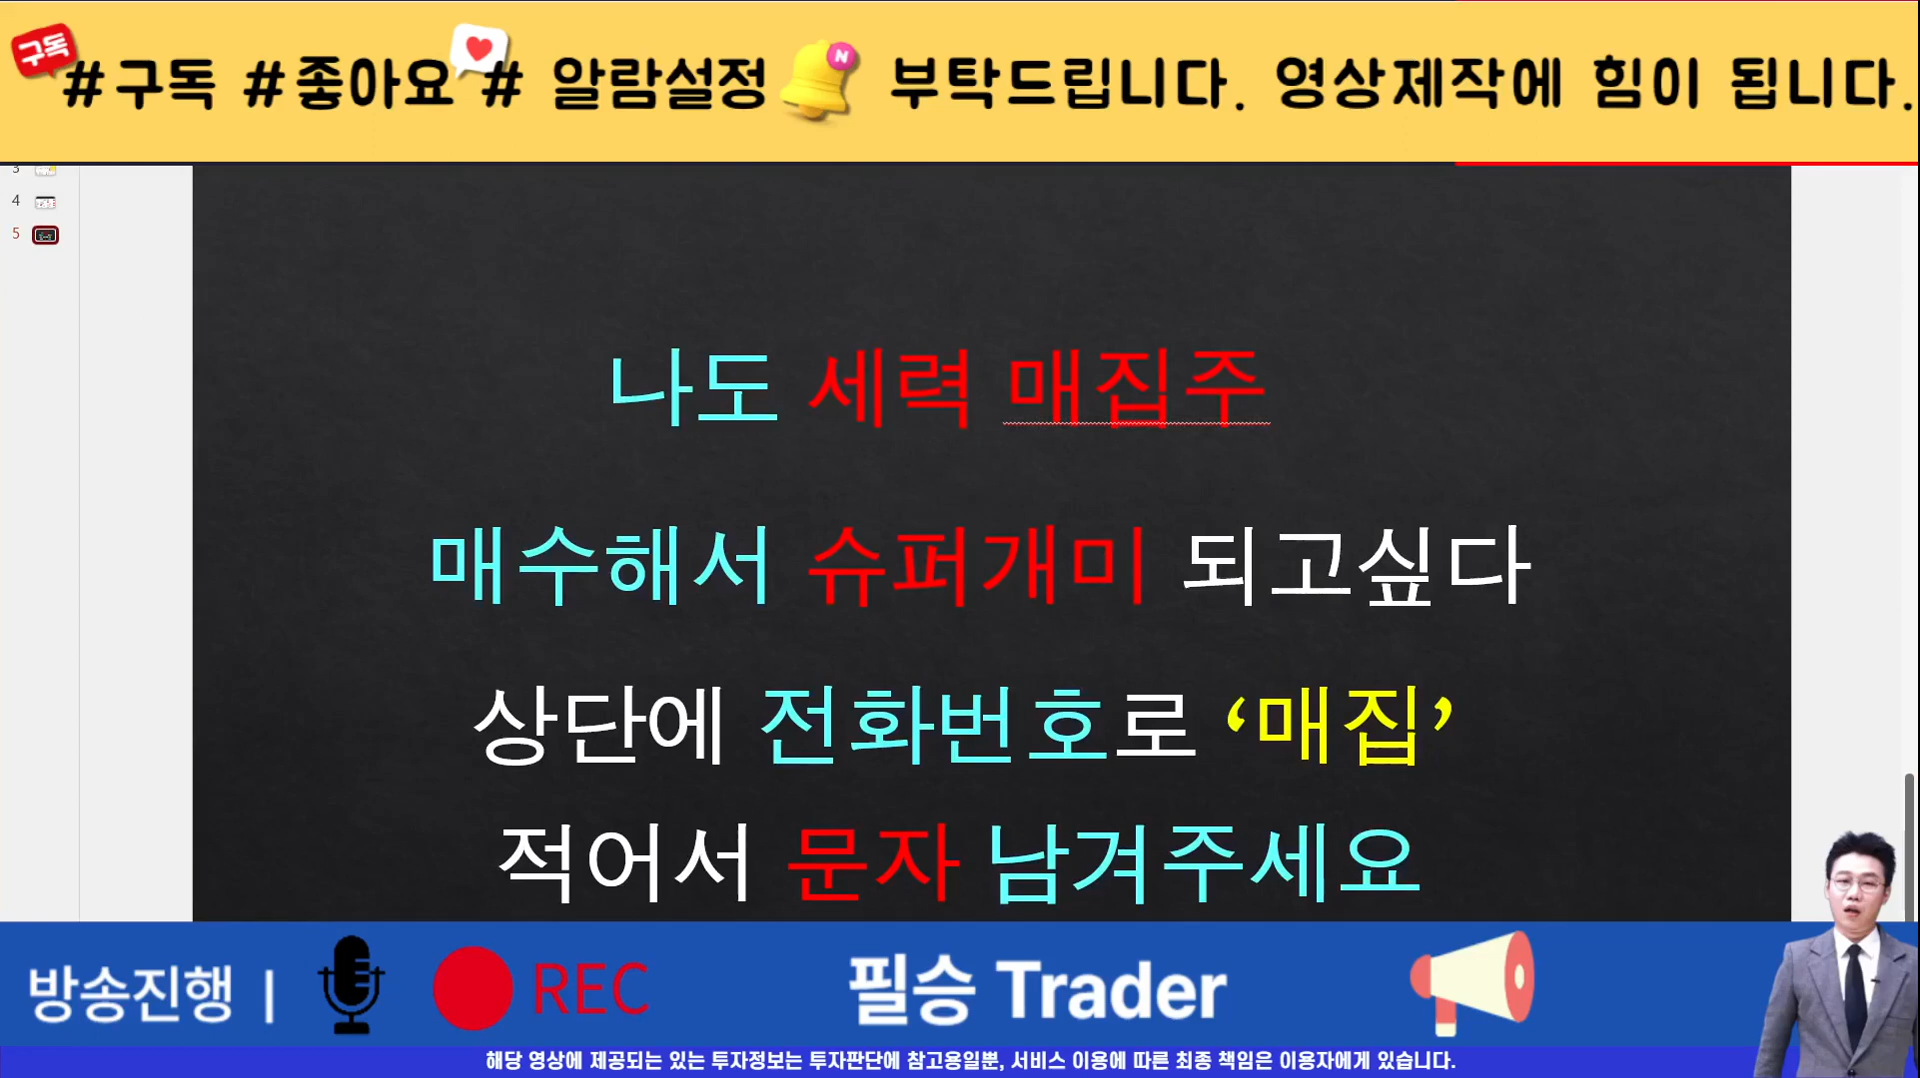 구독
#구독 #좋아요 # 알람설정 N 부탁드립니다. 영상제작에 힘이 됩니다.
3
4
5
나도 세력 매집주
매수해서 슈퍼개미 되고싶다
상단에 전화번호로 ‘매집’
적어서 문자 남겨주세요
방송진행 | REC 필승 Trader
해당 영상에 제공되는 있는 투자정보는 투자판단에 참고용일뿐, 서비스 이용에 따른 최종 책임은 이용자에게 있습니다.